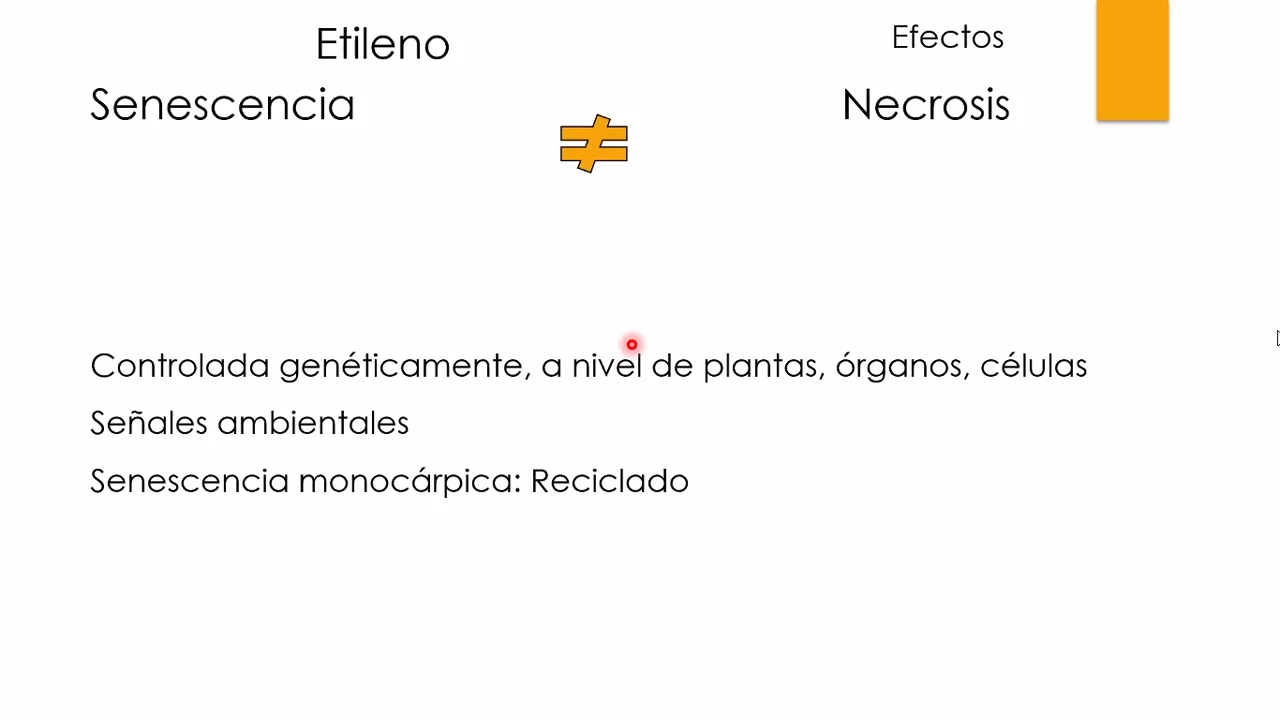 Etileno
Efectos
Senescencia
Necrosis
Controlada genéticamente, a nivel de plantas, órganos, células
Señales ambientales
Senescencia monocárpica: Reciclado